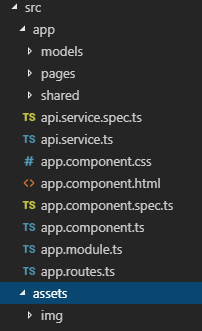 src
app
models
pages
shared
TS api.service.spec.ts
TS api.service.ts
# app.component.css
<> app.component.html
TS app.component.spec.ts
TS app.component.ts
TS app.module.ts
TS app.routes.ts
assets
img